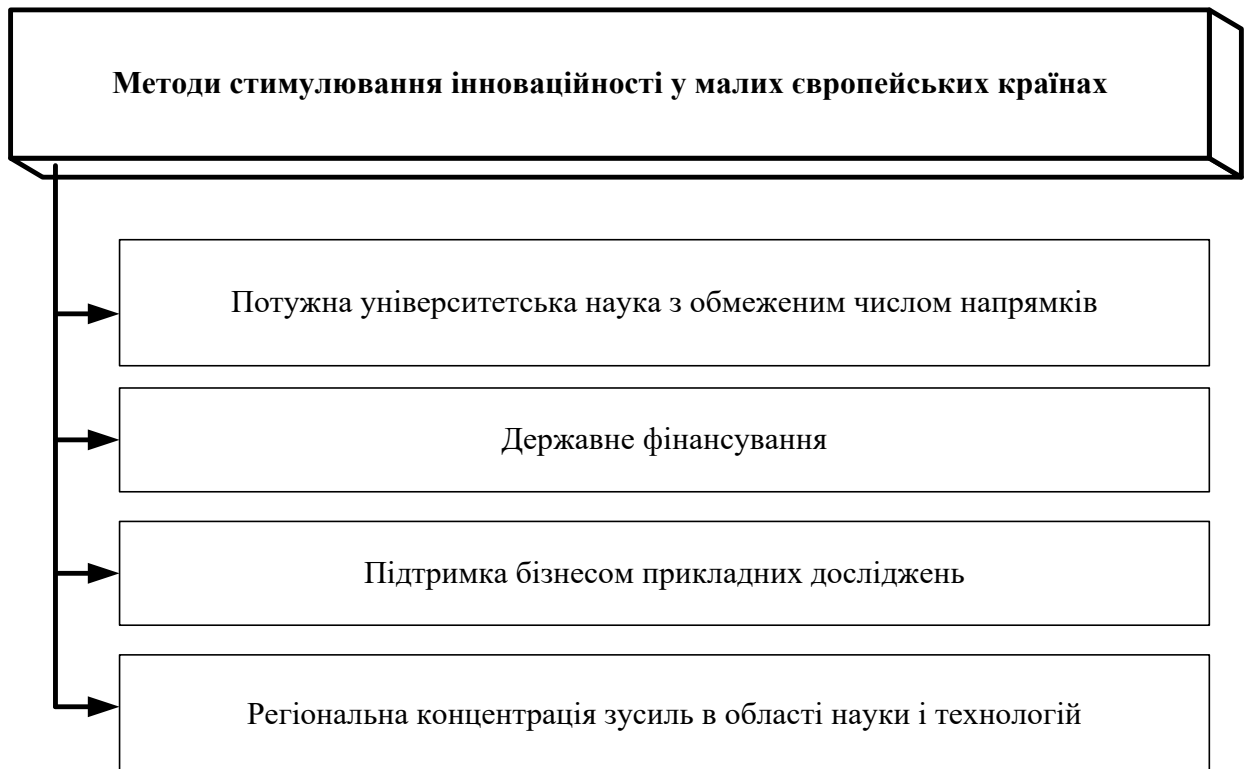 Методи стимулювання інноваційності у малих європейських країнах
Потужна університетська наука з обмеженим числом напрямків
Державне фінансування
Підтримка бізнесом прикладних досліджень
Регіональна концентрація зусиль в області науки і технологій